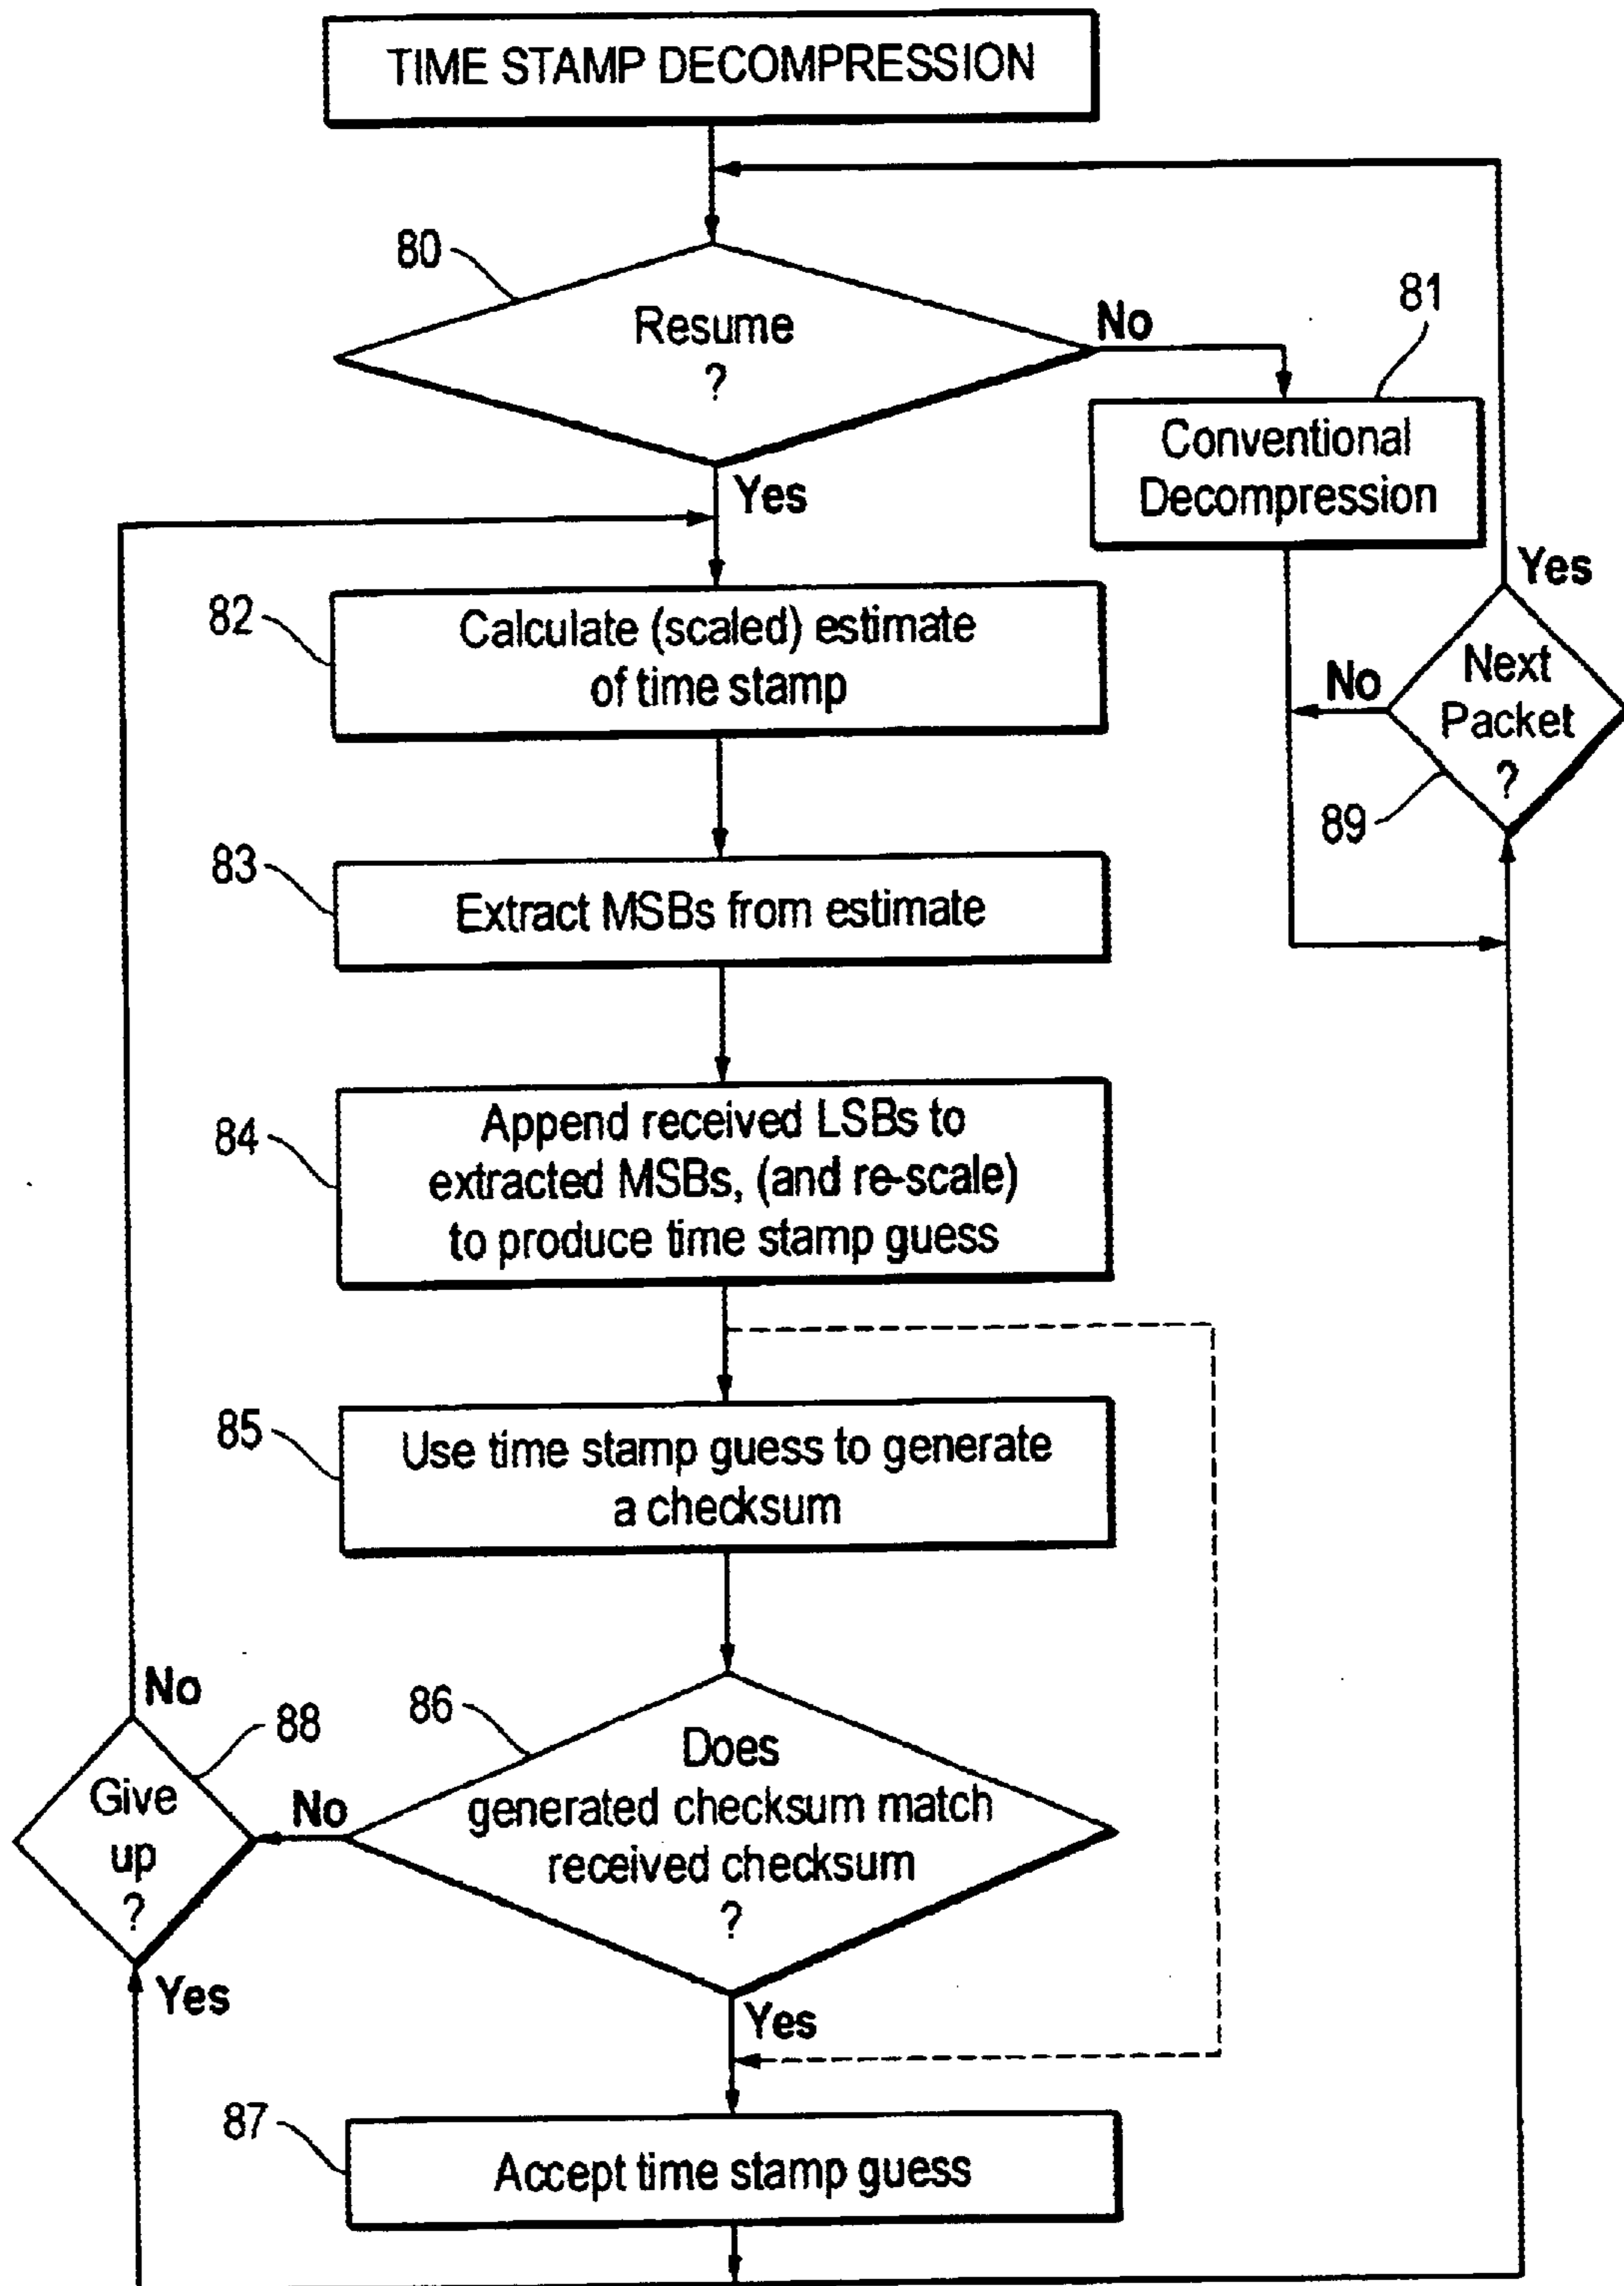 TIME STAMP DECOMPRESSION
80
Resume
?
No
81
Conventional
Decompression
Yes
Yes
82
Calculate (scaled) estimate
of time stamp
Next
Packet
?
No
89
83
Extract MSBs from estimate
84
Append received LSBs to
extracted MSBs, (and re-scale)
to produce time stamp guess
85
Use time stamp guess to generate
a checksum
No
88
Give
up
?
No
86
Does
generated checksum match
received checksum
?
Yes
Yes
87
Accept time stamp guess